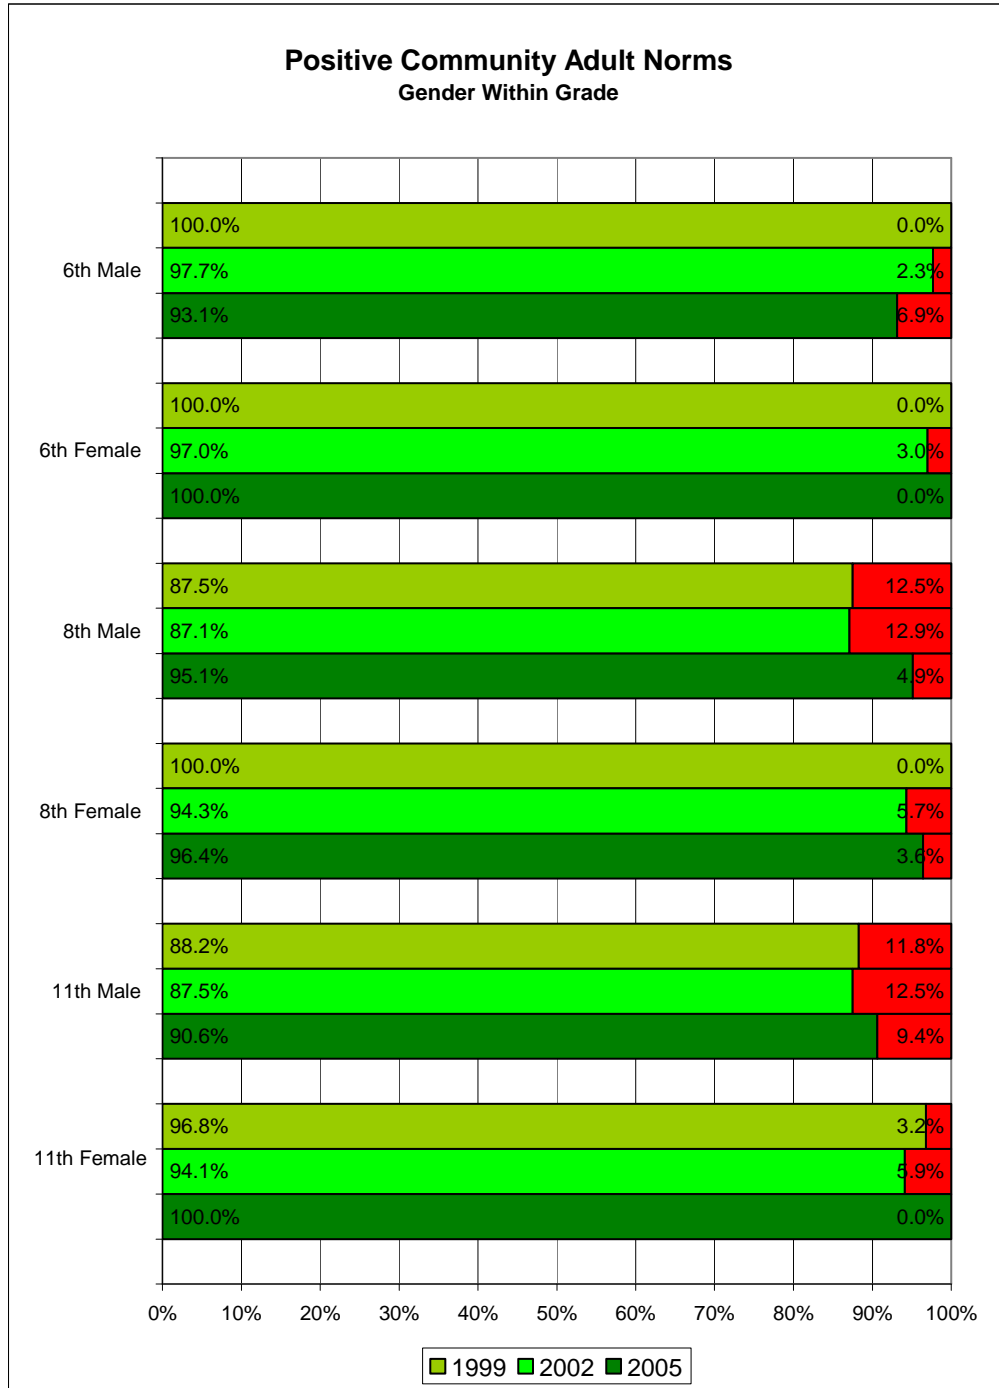 Positive Community Adult Norms
Gender Within Grade
100.0% 0.0%
6th Male 97.7% 2.3%
93.1% 6.9%
100.0% 0.0%
6th Female 97.0% 3.0%
100.0% 0.0%
87.5% 12.5%
8th Male 87.1% 12.9%
95.1% 4.9%
100.0% 0.0%
8th Female 94.3% 5.7%
96.4% 3.6%
88.2% 11.8%
11th Male 87.5% 12.5%
90.6% 9.4%
96.8% 3.2%
11th Female 94.1% 5.9%
100.0% 0.0%
0% 10% 20% 30% 40% 50% 60% 70% 80% 90% 100%
1999 2002 2005